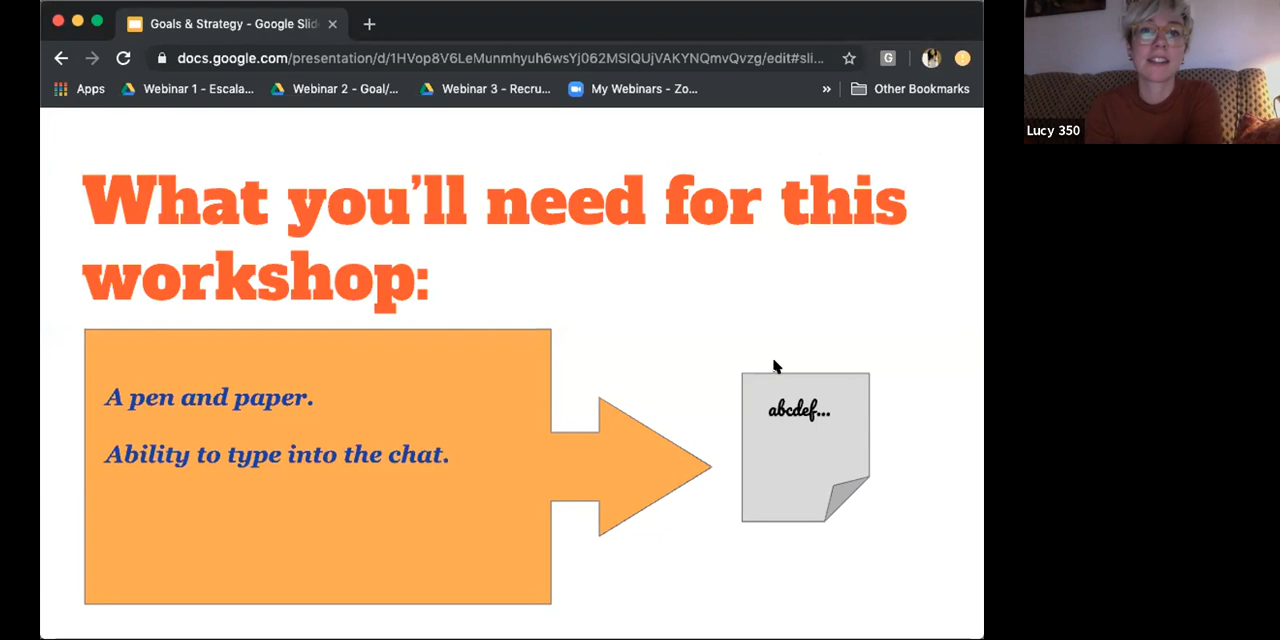 Goals & Strategy - Google Slid
docs.google.com/presentation/d/1HVop8V6LeMunmhyuh6wsYj062MSlQUjVAKYNQmvQvzg/edit#sli...
G
Apps
Webinar 1 - Escala...
Webinar 2 - Goal/...
Webinar 3 - Recru...
My Webinars - Zo...
»
Other Bookmarks
Lucy 350
What you'll need for this
workshop:
A pen and paper.
Ability to type into the chat.
abcdef...